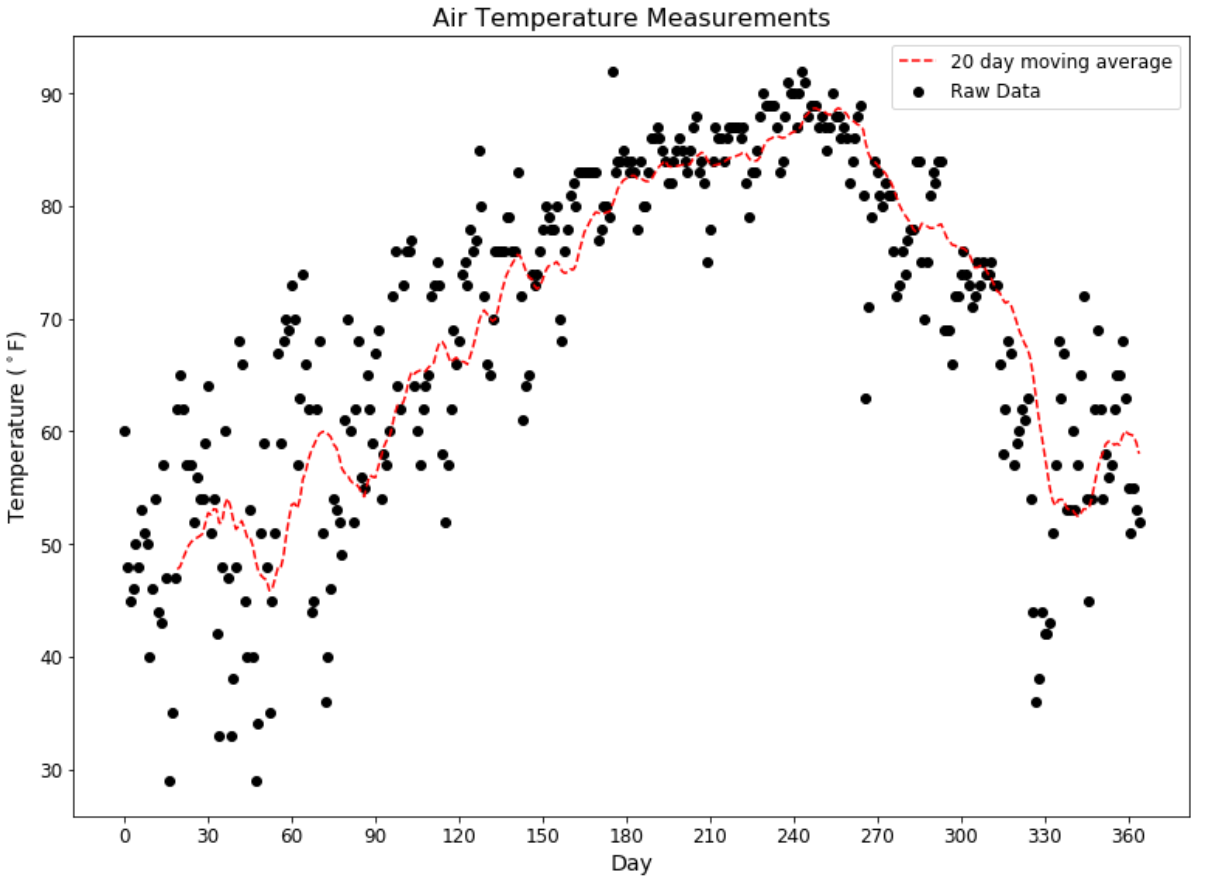 Air Temperature Measurements
20 day moving average
Raw Data
90
80
70
60
50
40
30
Temperature (°F)
0 30 60 90 120 150 180 210 240 270 300 330 360
Day